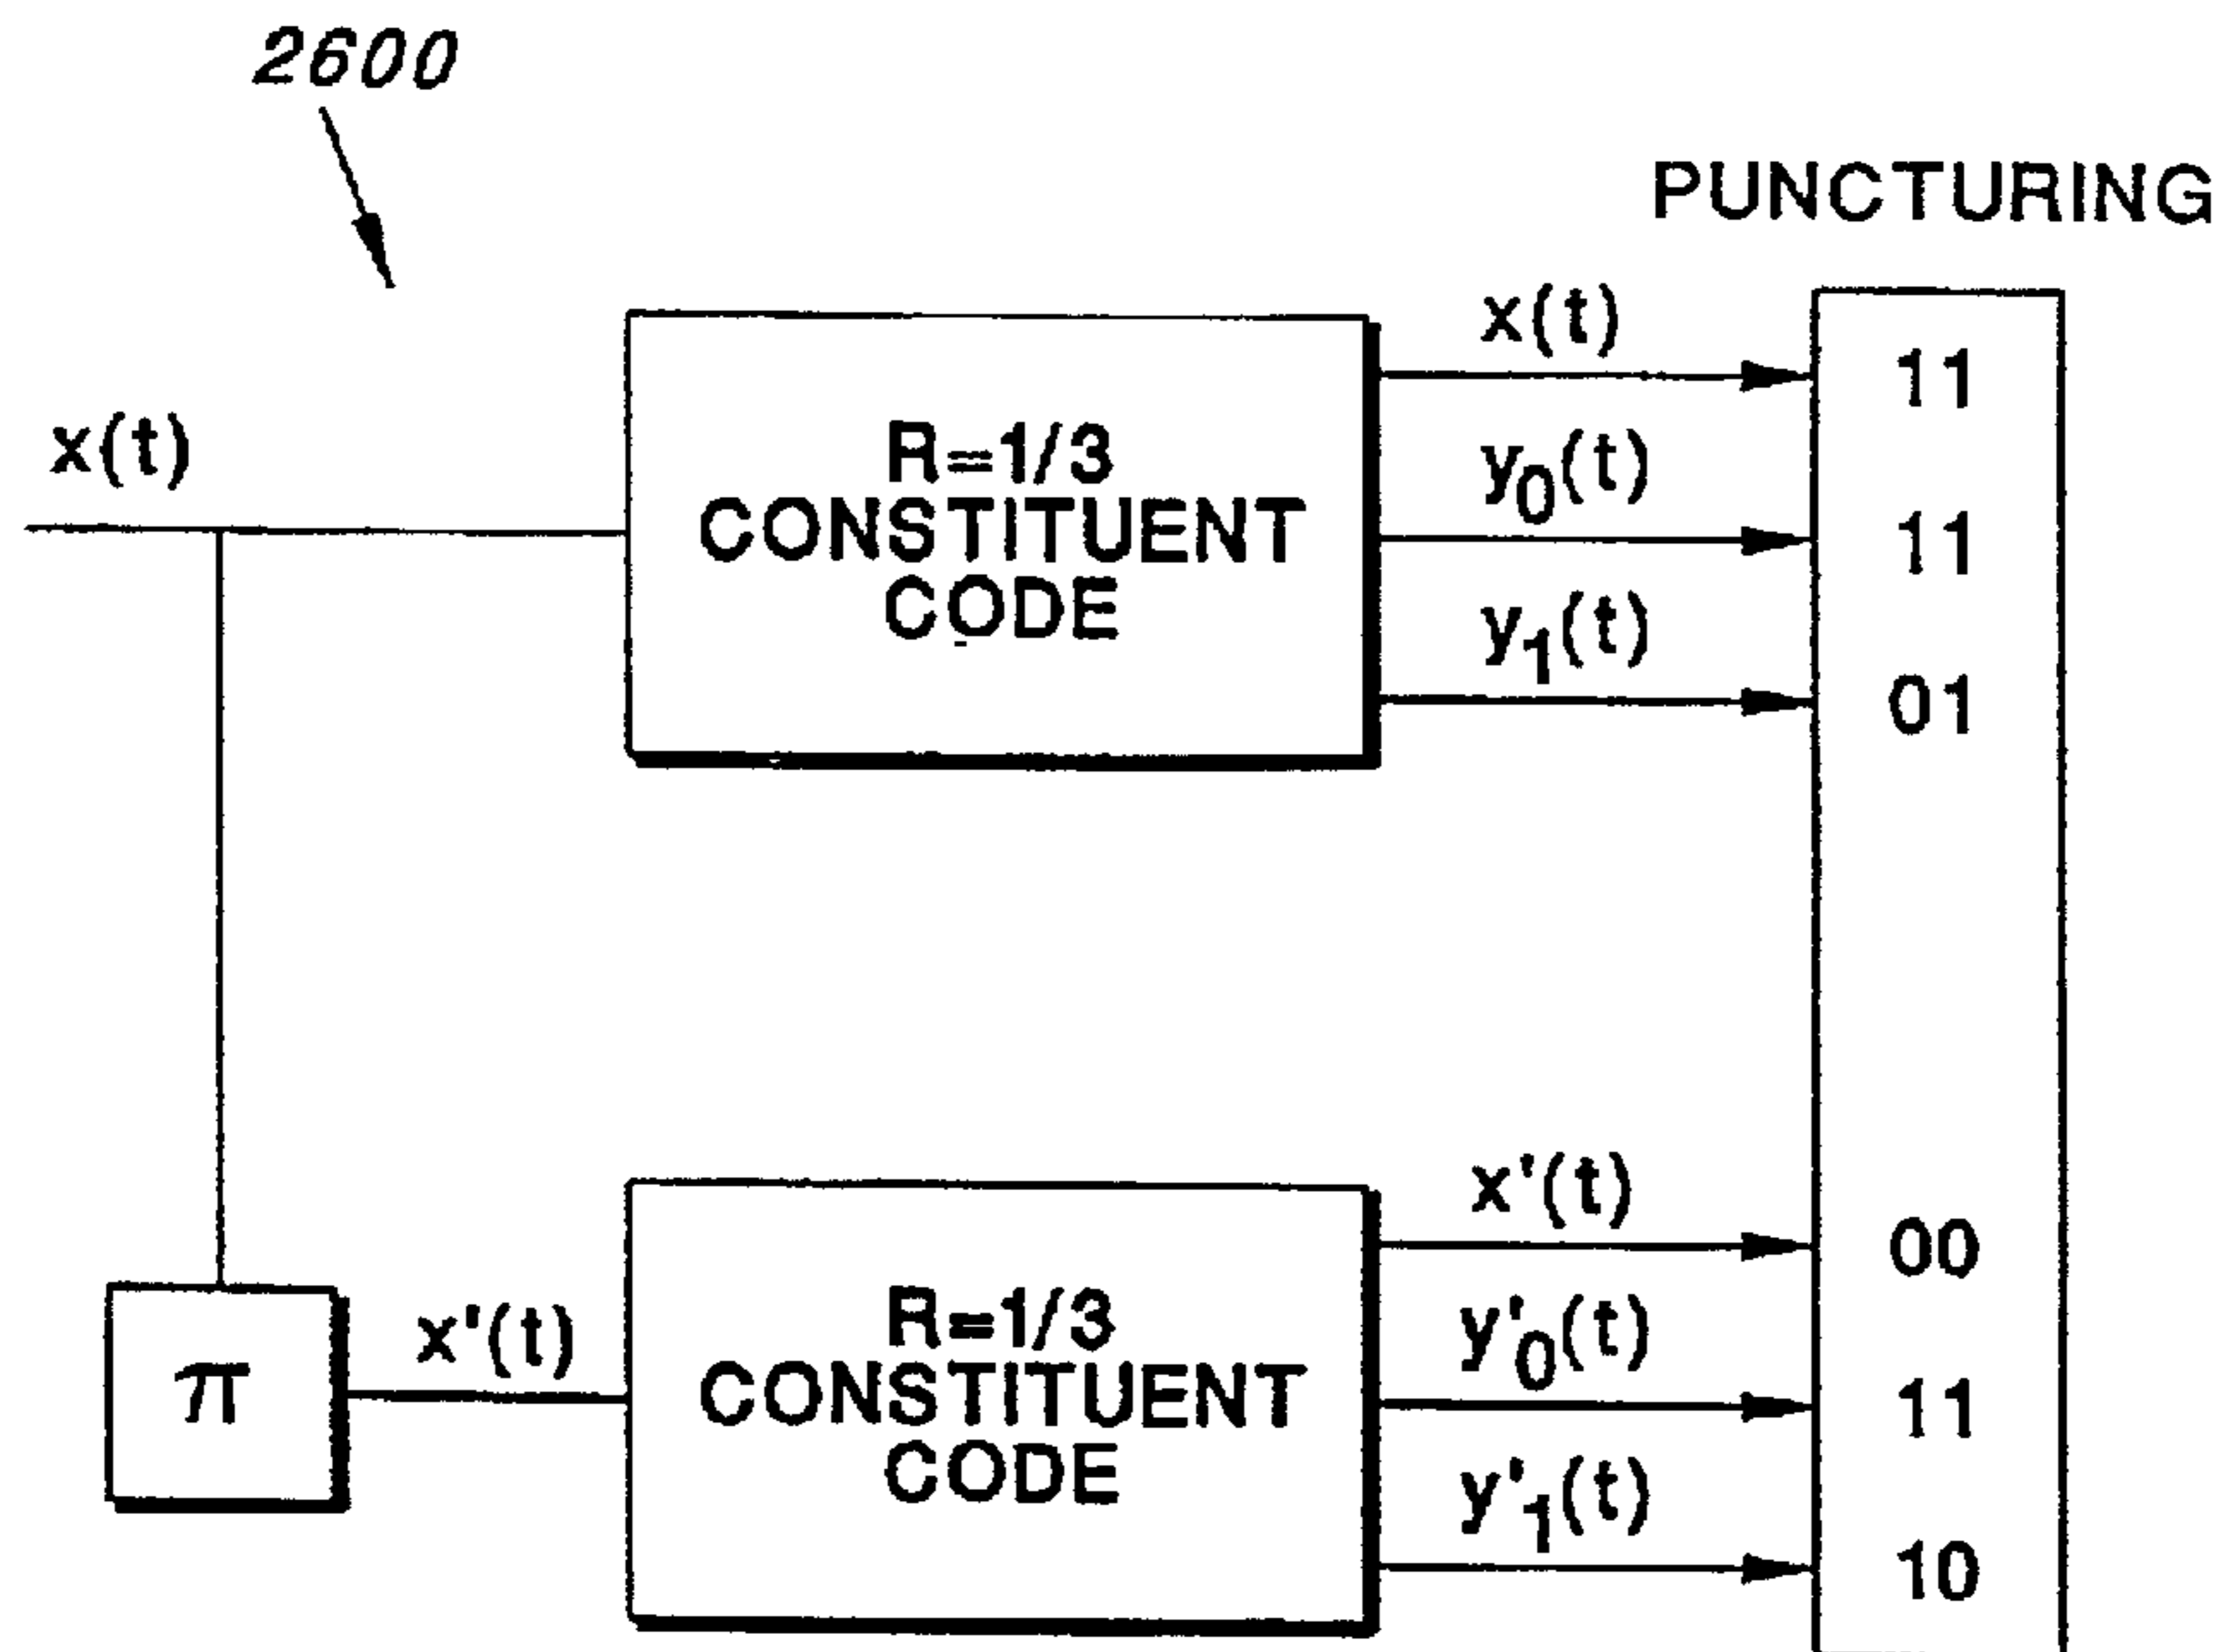 2600
PUNCTURING
x(t)
R=1/3
CONSTITUENT
CODE
x(t)
11
y0(t)
11
y1(t)
01
π
x'(t)
R=1/3
CONSTITUENT
CODE
x'(t)
00
y'0(t)
11
y'1(t)
10